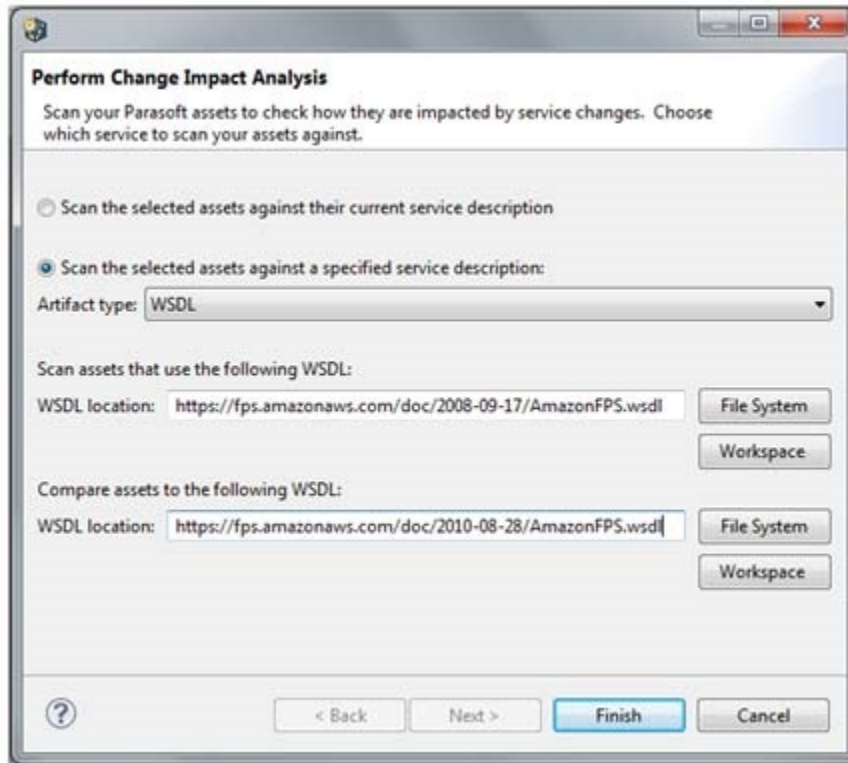 Perform Change Impact Analysis
Scan your Parasoft assets to check how they are impacted by service changes. Choose
which service to scan your assets against.
Scan the selected assets against their current service description
Scan the selected assets against a specified service description:
Artifact type: WSDL
Scan assets that use the following WSDL:
WSDL location: https://fps.amazonaws.com/doc/2008-09-17/AmazonFPS.wsdl File System
Workspace
Compare assets to the following WSDL:
WSDL location: https://fps.amazonaws.com/doc/2010-08-28/AmazonFPS.wsdl File System
Workspace
? < Back Next > Finish Cancel